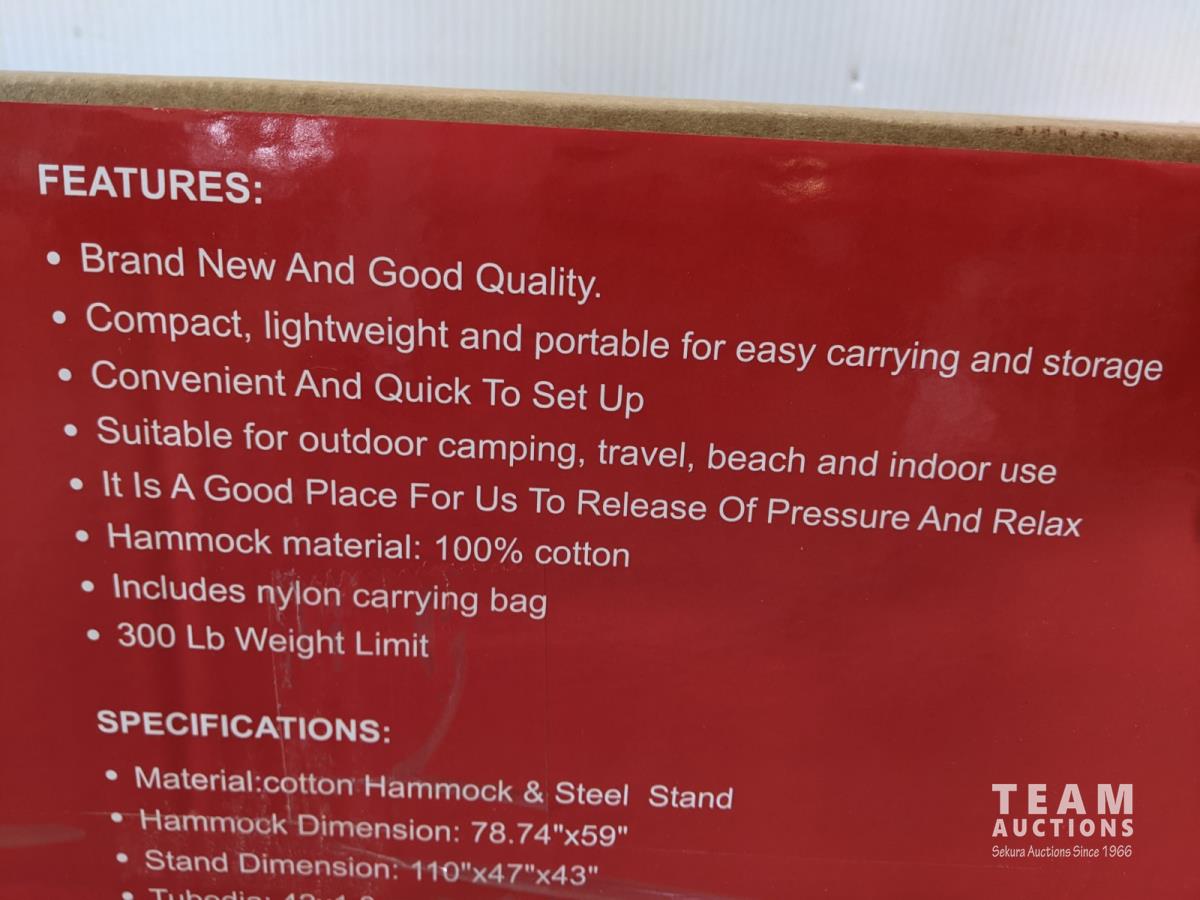 FEATURES:
• Brand New And Good Quality.
• Compact, lightweight and portable for easy carrying and storage
• Convenient And Quick To Set Up
• Suitable for outdoor camping, travel, beach and indoor use
• It Is A Good Place For Us To Release Of Pressure And Relax
• Hammock material: 100% cotton
• Includes nylon carrying bag
• 300 Lb Weight Limit
SPECIFICATIONS:
• Material:cotton Hammock & Steel Stand
• Hammock Dimension: 78.74"x59"
• Stand Dimension: 110"x47"x43"
TEAM
AUCTIONS
Sekura Auctions Since 1966